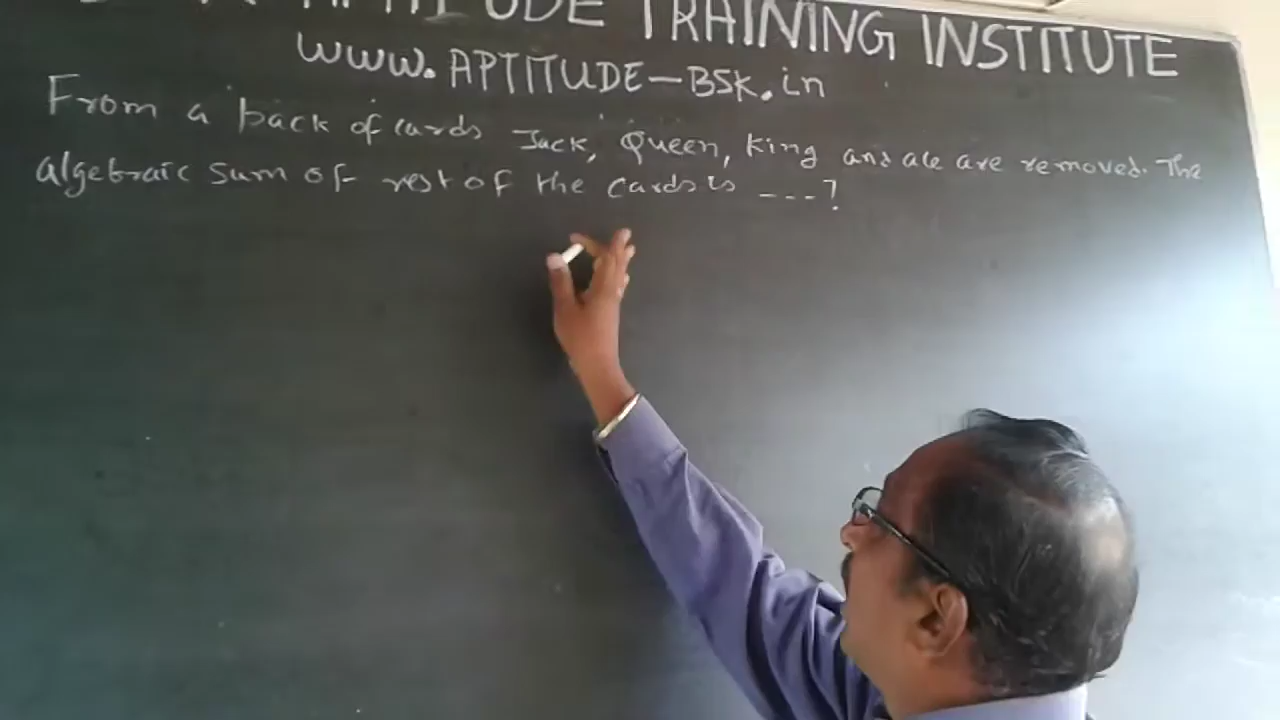 APTITUDE TRAINING INSTITUTE
WWW.APTITUDE-BSK.in
From a pack of cards Jack, Queen, King and ace are removed. The
algebraic sum of rest of the cards is ---?